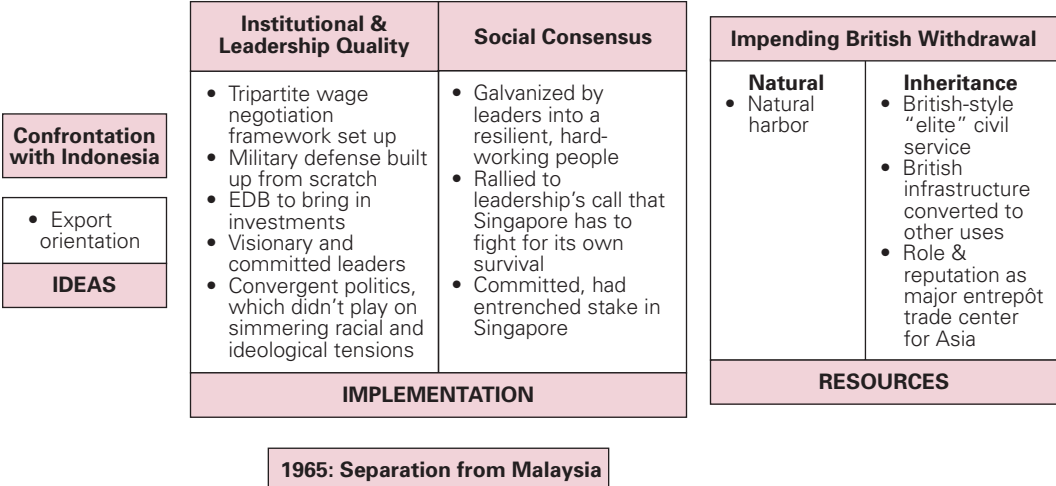 Confrontation
with Indonesia
• Export
orientation
IDEAS
Institutional &
Leadership Quality
• Tripartite wage
negotiation
framework set up
• Military defense built
up from scratch
• EDB to bring in
investments
• Visionary and
committed leaders
• Convergent politics,
which didn't play on
simmering racial and
ideological tensions
Social Consensus
• Galvanized by
leaders into a
resilient, hard-
working people
• Rallied to
leadership's call that
Singapore has to
fight for its own
survival
• Committed, had
entrenched stake in
Singapore
IMPLEMENTATION
Impending British Withdrawal
Natural
• Natural
harbor
Inheritance
• British-style
“elite” civil
service
• British
infrastructure
converted to
other uses
• Role &
reputation as
major entrepôt
trade center
for Asia
RESOURCES
1965: Separation from Malaysia